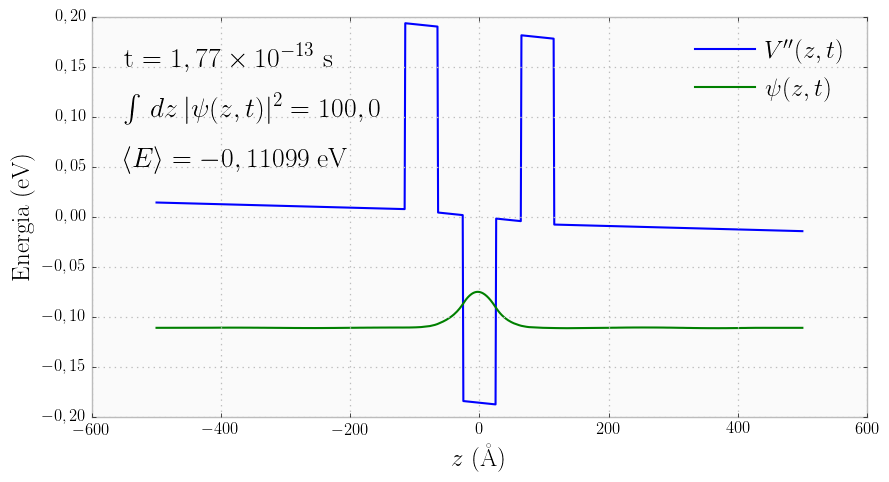 0,20
0,15
0,10
0,05
0,00
−0,05
−0,10
−0,15
−0,20
Energia (eV)
t = 1,77 × 10⁻¹³ s
∫ dz |ψ(z, t)|² = 100,0
⟨E⟩ = −0,11099 eV
V″(z, t)
ψ(z, t)
−600 −400 −200 0 200 400 600
z (Å)